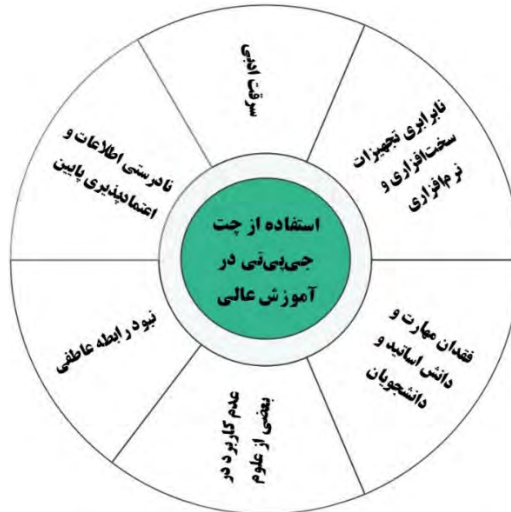 استفاده از چت
جی‌پی‌تی در
آموزش عالی
سرقت ادبی
نابرابری تجهیزات
سخت‌افزاری و
نرم‌افزاری
فقدان مهارت و
دانش اساتید و
دانشجویان
عدم کاربرد در
بعضی از علوم
نبود رابطه عاطفی
نادرستی اطلاعات و
اعتمادپذیری پایین